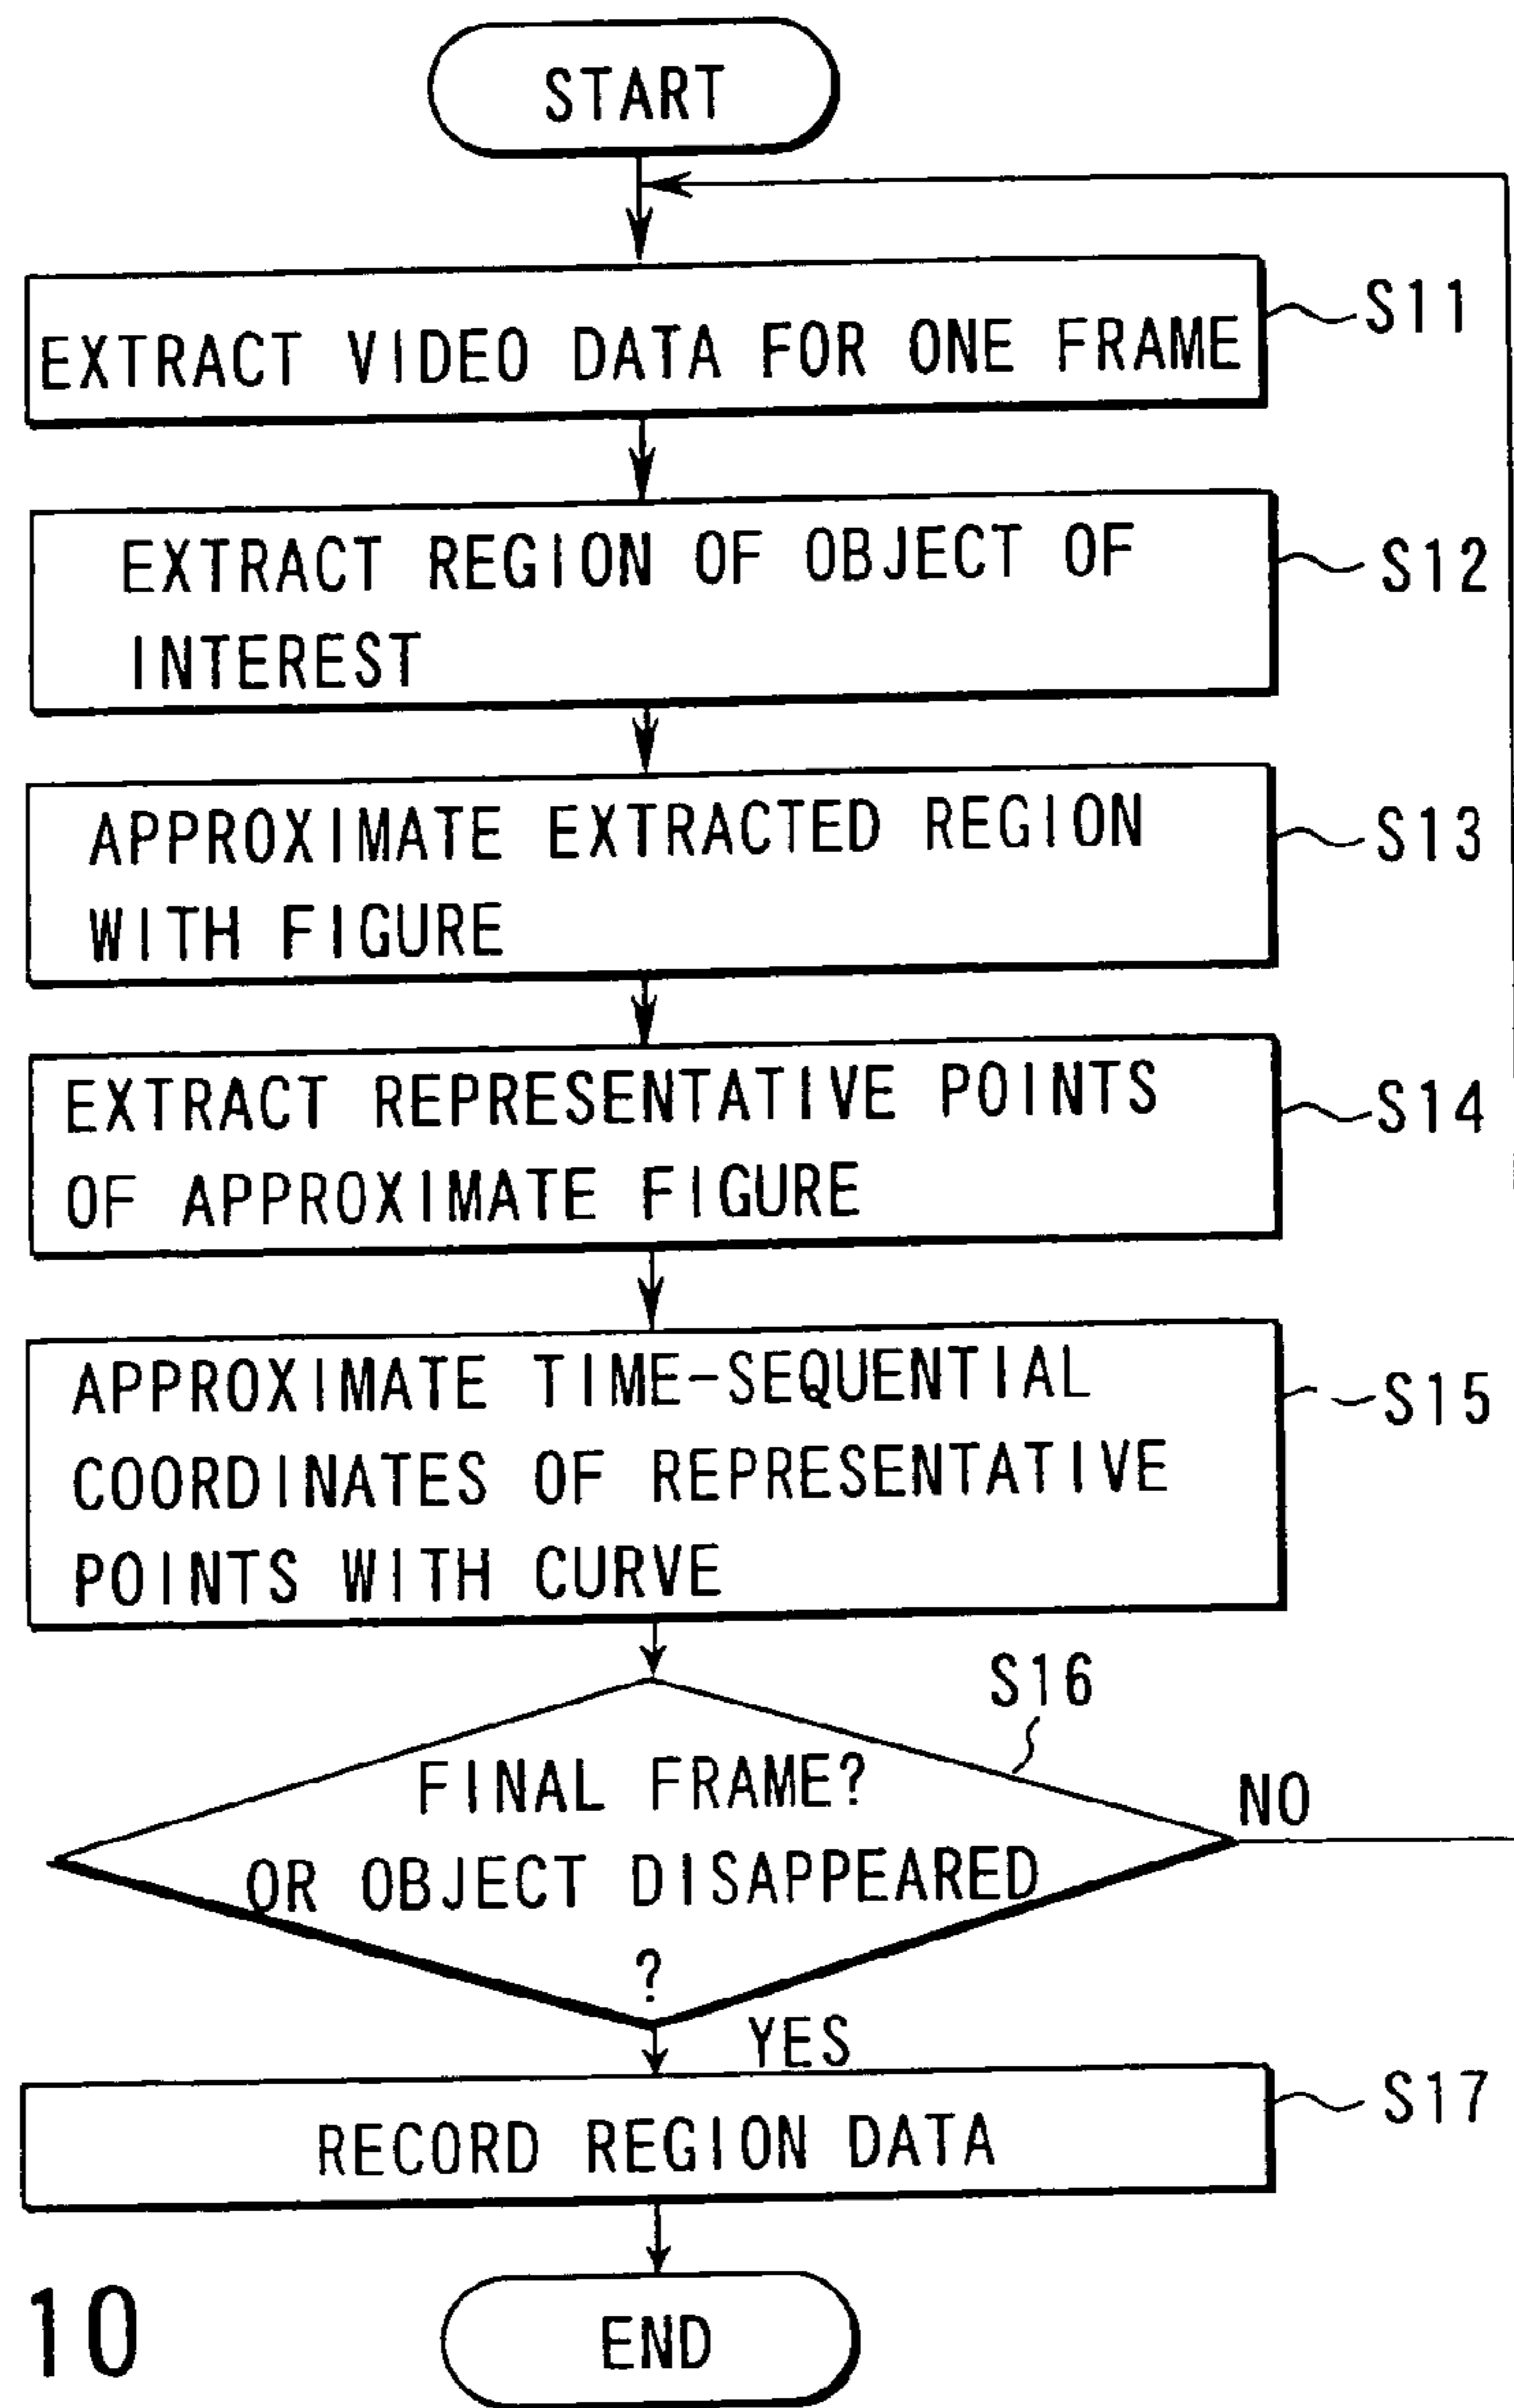 START
EXTRACT VIDEO DATA FOR ONE FRAME
S11
EXTRACT REGION OF OBJECT OF
INTEREST
S12
APPROXIMATE EXTRACTED REGION
WITH FIGURE
S13
EXTRACT REPRESENTATIVE POINTS
OF APPROXIMATE FIGURE
S14
APPROXIMATE TIME-SEQUENTIAL
COORDINATES OF REPRESENTATIVE
POINTS WITH CURVE
S15
S16
FINAL FRAME?
OR OBJECT DISAPPEARED
?
NO
YES
RECORD REGION DATA
S17
END
10